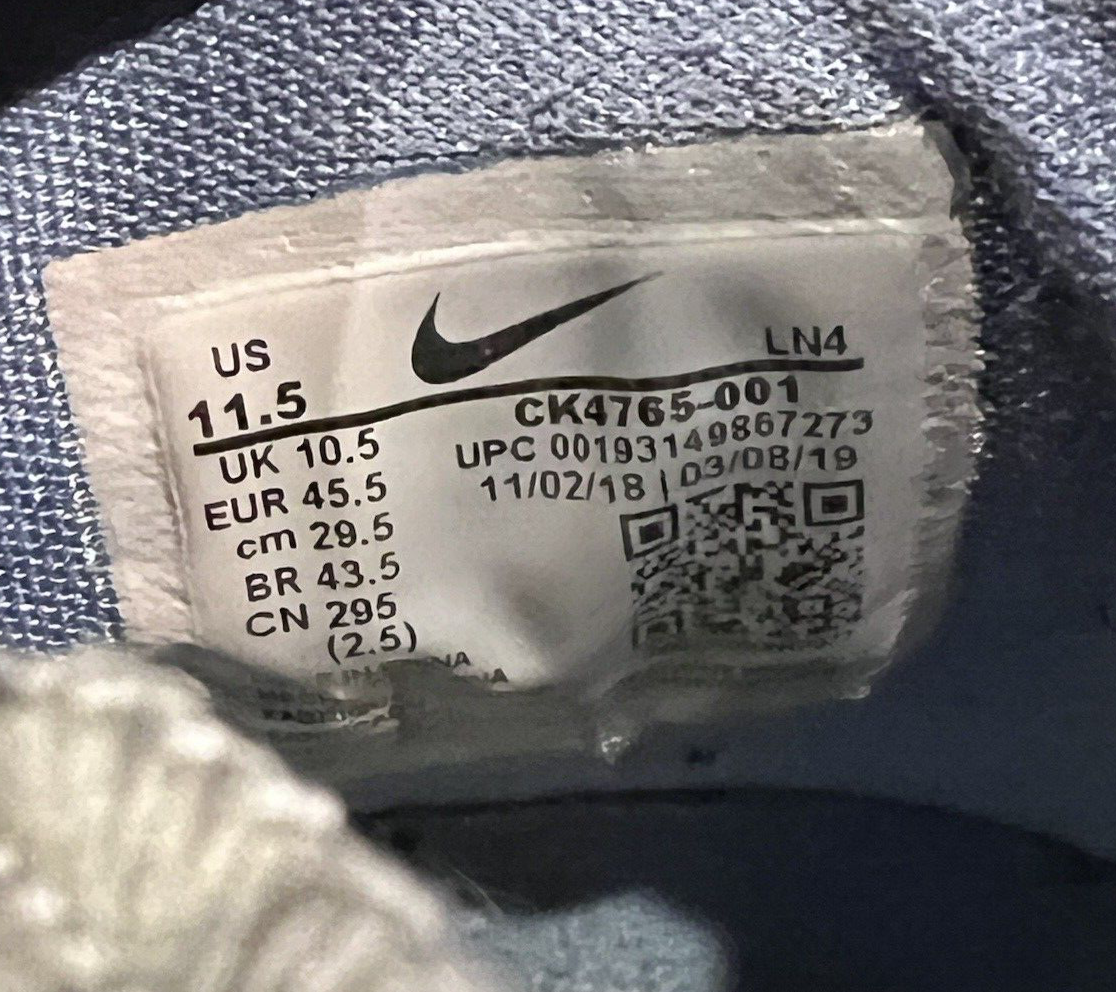 US
11.5
UK 10.5
EUR 45.5
cm 29.5
BR 43.5
CN 295
(2.5)
LN4
CK4765-001
UPC 00193149867273
11/02/18 | 03/08/19